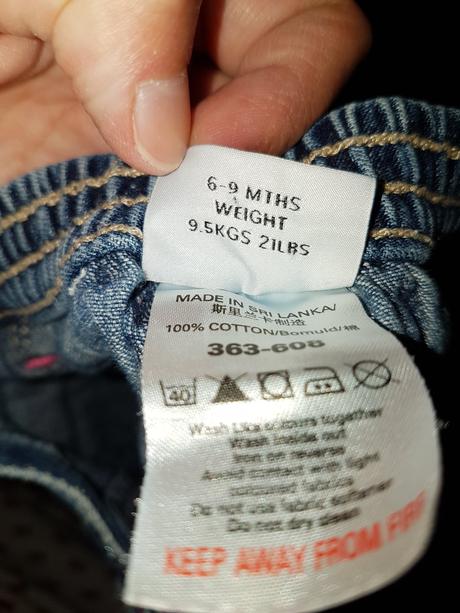 6-9 MTHS
WEIGHT
9.5KGS 21LBS
MADE IN SRI LANKA/
斯里兰卡制造
100% COTTON/Bomuld/棉
363-608
40
Wash Like colours together
Wash inside out
Iron on reverse
Avoid contact with light
coloured fabrics
Do not use fabric softener
Do not dry clean
KEEP AWAY FROM FIRE